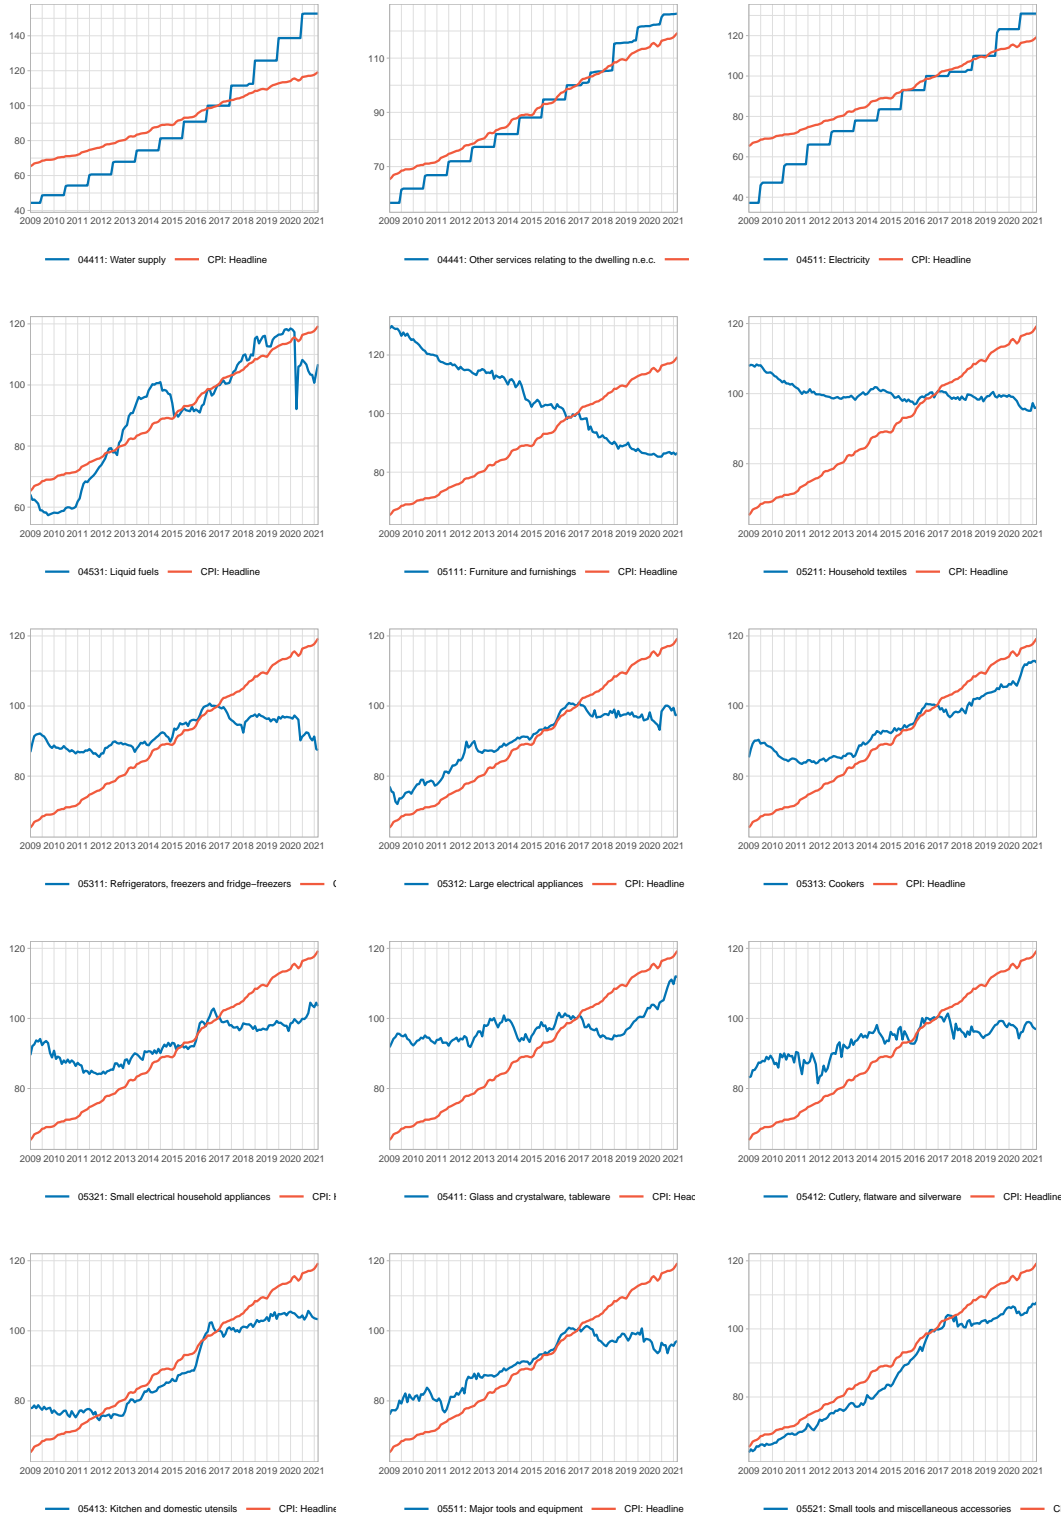 140
120
100
80
60
40
2009 2010 2011 2012 2013 2014 2015 2016 2017 2018 2019 2020 2021
04411: Water supply CPI: Headline
110
90
70
2009 2010 2011 2012 2013 2014 2015 2016 2017 2018 2019 2020 2021
04441: Other services relating to the dwelling n.e.c.
120
100
80
60
40
2009 2010 2011 2012 2013 2014 2015 2016 2017 2018 2019 2020 2021
04511: Electricity CPI: Headline
120
100
80
60
2009 2010 2011 2012 2013 2014 2015 2016 2017 2018 2019 2020 2021
04531: Liquid fuels CPI: Headline
120
100
80
2009 2010 2011 2012 2013 2014 2015 2016 2017 2018 2019 2020 2021
05111: Furniture and furnishings CPI: Headline
120
100
80
2009 2010 2011 2012 2013 2014 2015 2016 2017 2018 2019 2020 2021
05211: Household textiles CPI: Headline
120
100
80
2009 2010 2011 2012 2013 2014 2015 2016 2017 2018 2019 2020 2021
05311: Refrigerators, freezers and fridge−freezers
120
100
80
2009 2010 2011 2012 2013 2014 2015 2016 2017 2018 2019 2020 2021
05312: Large electrical appliances CPI: Headline
120
100
80
2009 2010 2011 2012 2013 2014 2015 2016 2017 2018 2019 2020 2021
05313: Cookers CPI: Headline
120
100
80
2009 2010 2011 2012 2013 2014 2015 2016 2017 2018 2019 2020 2021
05321: Small electrical household appliances CPI:
120
100
80
2009 2010 2011 2012 2013 2014 2015 2016 2017 2018 2019 2020 2021
05411: Glass and crystalware, tableware CPI: Head
120
100
80
2009 2010 2011 2012 2013 2014 2015 2016 2017 2018 2019 2020 2021
05412: Cutlery, flatware and silverware CPI: Headline
120
100
80
2009 2010 2011 2012 2013 2014 2015 2016 2017 2018 2019 2020 2021
05413: Kitchen and domestic utensils CPI: Headline
120
100
80
2009 2010 2011 2012 2013 2014 2015 2016 2017 2018 2019 2020 2021
05511: Major tools and equipment CPI: Headline
120
100
80
2009 2010 2011 2012 2013 2014 2015 2016 2017 2018 2019 2020 2021
05521: Small tools and miscellaneous accessories